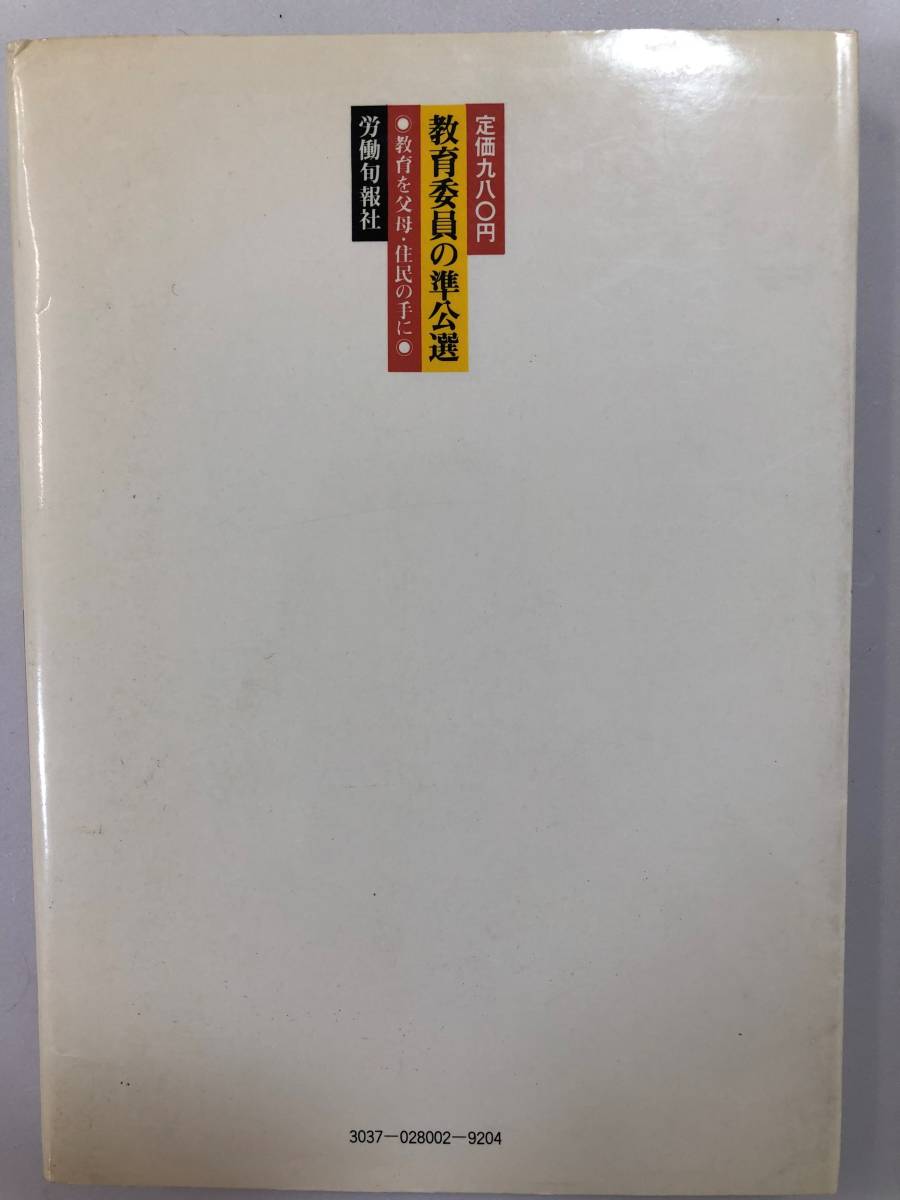 定価九八〇円
教育委員の準公選
◉教育を父母・住民の手に◉
労働旬報社
3037―028002―9204